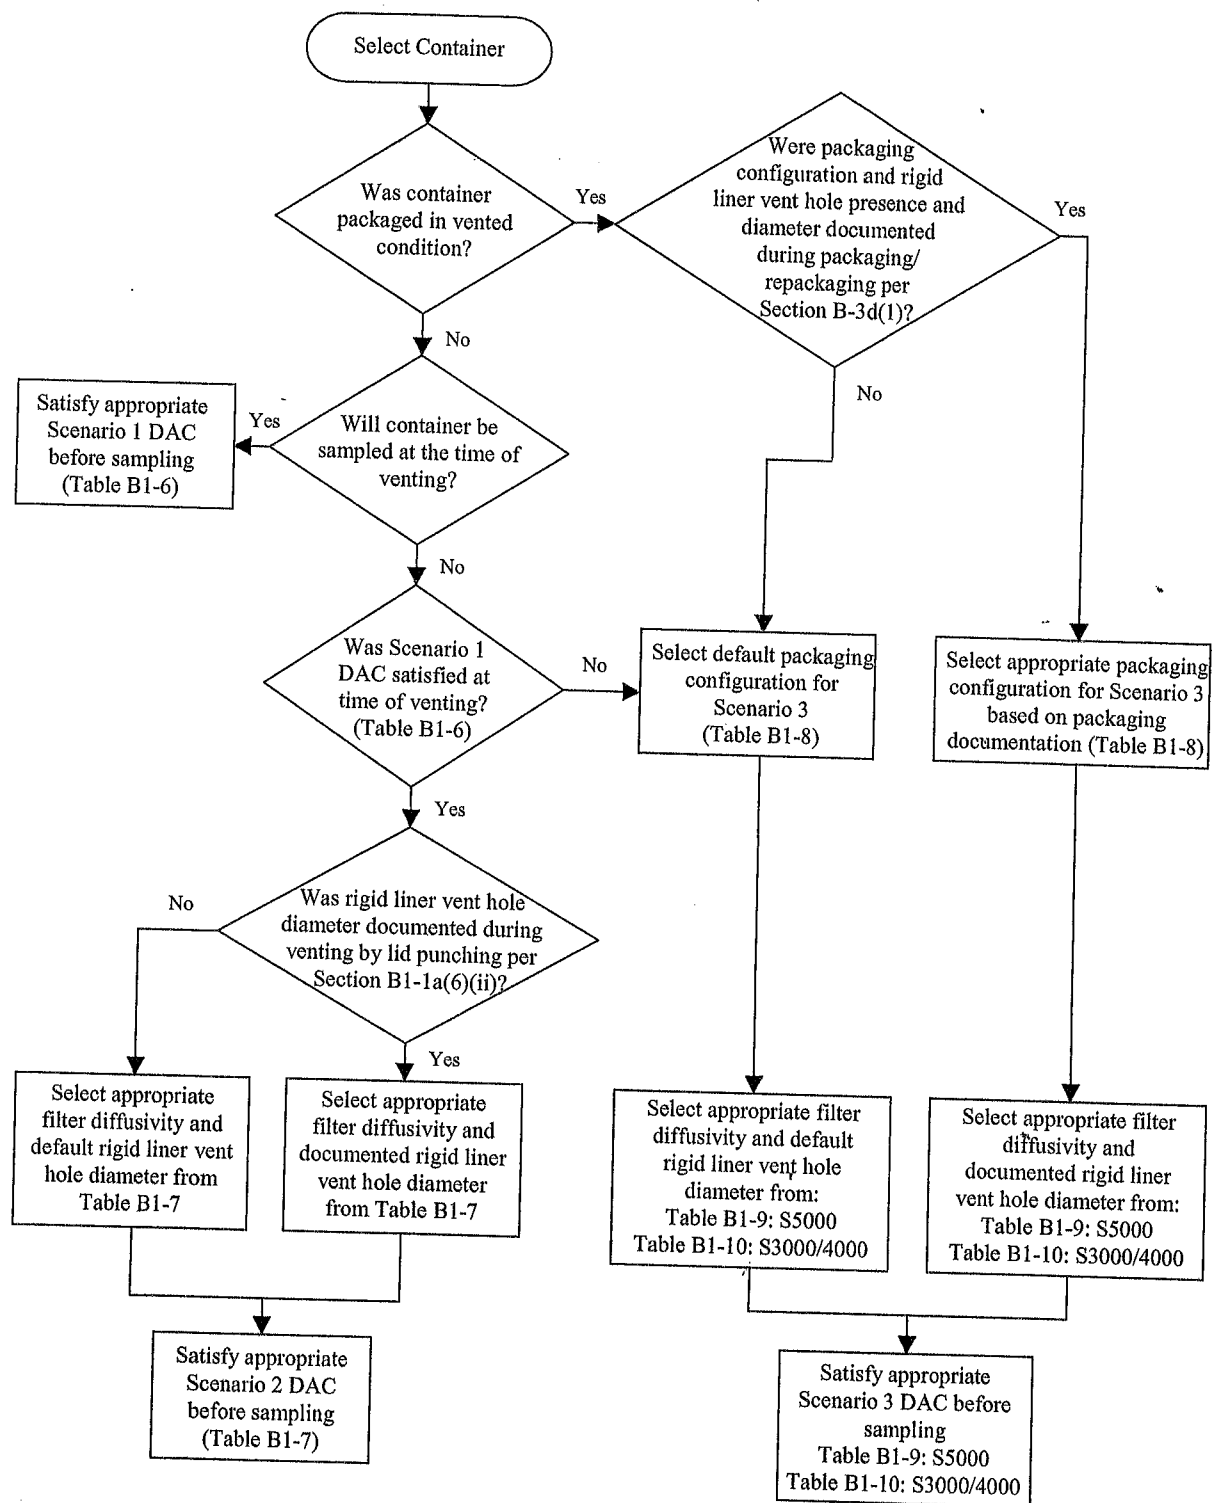 Select Container
Was container
packaged in vented
condition?
Yes
Were packaging
configuration and rigid
liner vent hole presence and
diameter documented
during packaging/
repackaging per
Section B-3d(1)?
Yes
No
No
Will container be
sampled at the time of
venting?
Yes
Satisfy appropriate
Scenario 1 DAC
before sampling
(Table B1-6)
No
Was Scenario 1
DAC satisfied at
time of venting?
(Table B1-6)
No
Select default packaging
configuration for
Scenario 3
(Table B1-8)
Select appropriate packaging
configuration for Scenario 3
based on packaging
documentation (Table B1-8)
Yes
Was rigid liner vent hole
diameter documented during
venting by lid punching per
Section B1-1a(6)(ii)?
No
Yes
Select appropriate
filter diffusivity and
default rigid liner vent
hole diameter from
Table B1-7
Select appropriate
filter diffusivity and
documented rigid liner
vent hole diameter
from Table B1-7
Select appropriate filter
diffusivity and default
rigid liner vent hole
diameter from:
Table B1-9: S5000
Table B1-10: S3000/4000
Select appropriate filter
diffusivity and
documented rigid liner
vent hole diameter from:
Table B1-9: S5000
Table B1-10: S3000/4000
Satisfy appropriate
Scenario 2 DAC
before sampling
(Table B1-7)
Satisfy appropriate
Scenario 3 DAC before
sampling
Table B1-9: S5000
Table B1-10: S3000/4000